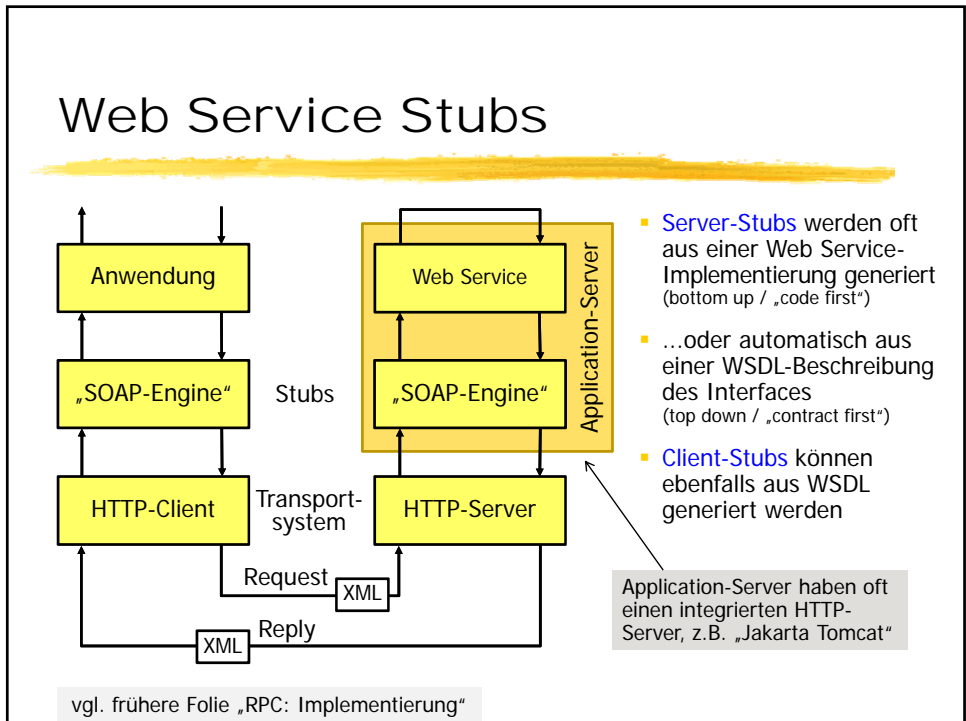 Web Service Stubs
Anwendung
„SOAP-Engine“
HTTP-Client
Stubs
Transport-
system
Web Service
„SOAP-Engine“
Application-Server
HTTP-Server
Request
XML
Reply
XML
Server-Stubs werden oft
aus einer Web Service-
Implementierung generiert
(bottom up / „code first“)
...oder automatisch aus
einer WSDL-Beschreibung
des Interfaces
(top down / „contract first“)
Client-Stubs können
ebenfalls aus WSDL
generiert werden
Application-Server haben oft
einen integrierten HTTP-
Server, z.B. „Jakarta Tomcat“
vgl. frühere Folie „RPC: Implementierung“